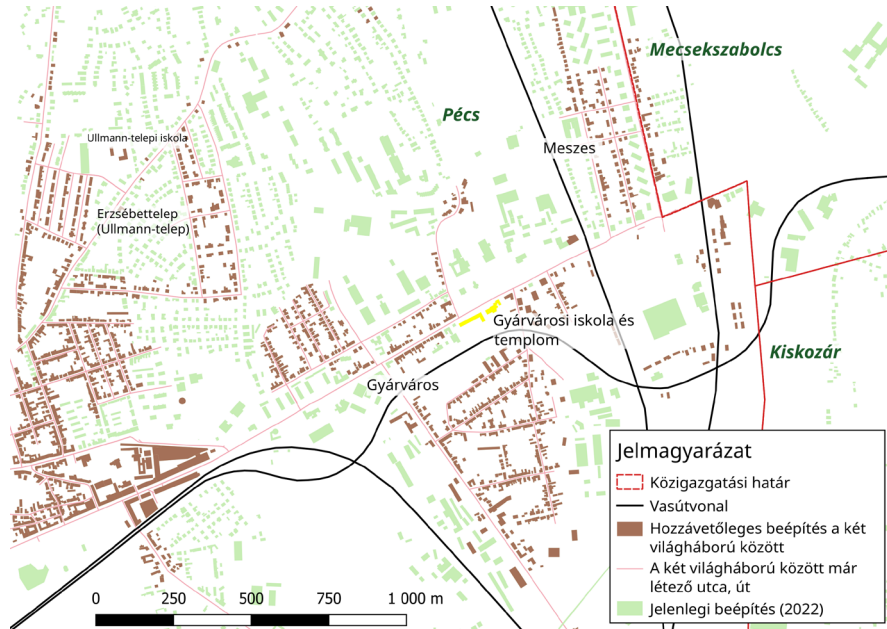 Mecsekszabolcs
Pécs
Ullmann-telepi iskola
Meszes
Erzsébettelep
(Ullmann-telep)
Gyárvárosi iskola és
templom
Kiskozár
Gyárváros
Jelmagyarázat
Közigazgatási határ
Vasútvonal
Hozzávetőleges beépítés a két
világháború között
A két világháború között már
létező utca, út
Jelenlegi beépítés (2022)
0 250 500 750 1 000 m